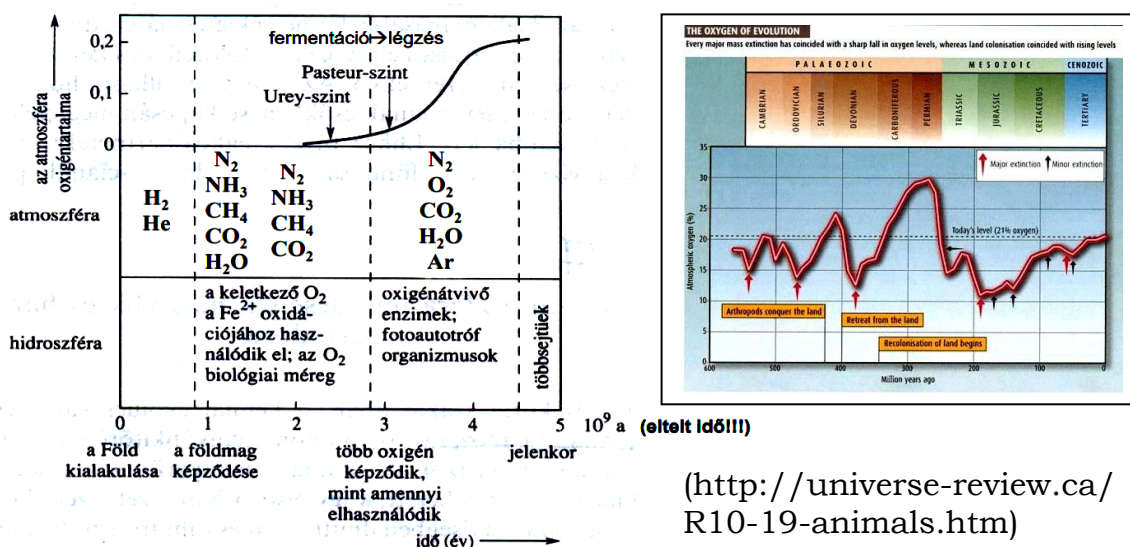 az atmoszféra
oxigéntartalma
0,2
0,1
0
fermentáció→légzés
Pasteur-szint
Urey-szint
atmoszféra
H₂
He
N₂
NH₃
CH₄
CO₂
H₂O
N₂
NH₃
CH₄
CO₂
N₂
O₂
CO₂
H₂O
Ar
hidroszféra
a keletkező O₂
a Fe²⁺ oxidá-
ciójához hasz-
nálódik el; az O₂
biológiai méreg
oxigénátvivő
enzimek;
fotoautotróf
organizmusok
többsejtűek
0 1 2 3 4 5 10⁹ a (eltelt idő!!!)
a Föld
kialakulása
a földmag
képződése
több oxigén
képződik,
mint amennyi
elhasználódik
jelenkor
idő (év)
THE OXYGEN OF EVOLUTION
Every major mass extinction has coincided with a sharp fall in oxygen levels, whereas land colonisation coincided with rising levels
PALAEOZOIC MESOZOIC CENOZOIC
CAMBRIAN
ORDOVICIAN
SILURIAN
DEVONIAN
CARBONIFEROUS
PERMIAN
TRIASSIC
JURASSIC
CRETACEOUS
TERTIARY
Major extinction Minor extinction
Today's level (21% oxygen)
Atmospheric oxygen (%)
35
30
25
20
15
10
5
0
Arthropods conquer the land
Retreat from the land
Recolonisation of land begins
600 500 400 300 200 100 0
Million years ago
(http://universe-review.ca/
R10-19-animals.htm)